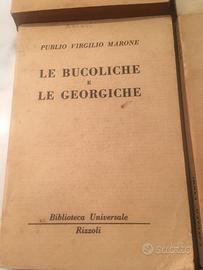 PUBLIO VIRGILIO MARONE
LE BUCOLICHE
E
LE GEORGICHE
Biblioteca Universale
Rizzoli
subito